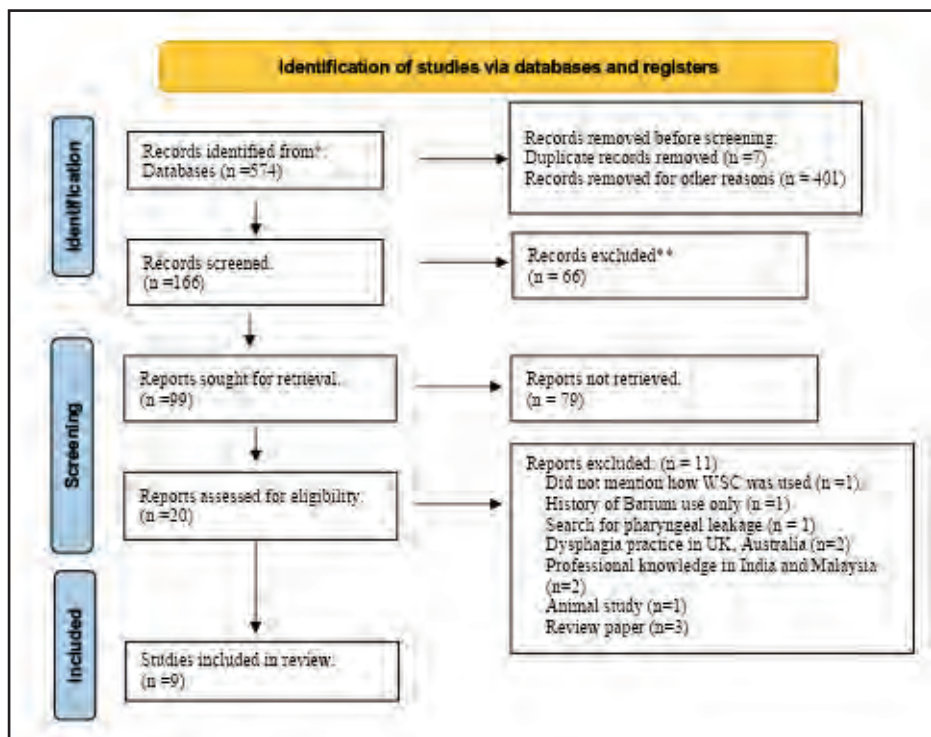 Identification of studies via databases and registers
Identification
Records identified from*:
Databases (n =574)
Records removed before screening:
Duplicate records removed (n =7)
Records removed for other reasons (n = 401)
Records screened.
(n =166)
Records excluded**
(n = 66)
Screening
Reports sought for retrieval.
(n =99)
Reports not retrieved.
(n = 79)
Reports assessed for eligibility.
(n =20)
Reports excluded: (n = 11)
Did not mention how WSC was used (n =1).
History of Barium use only (n =1)
Search for pharyngeal leakage (n = 1)
Dysphagia practice in UK, Australia (n=2)
Professional knowledge in India and Malaysia
(n=2)
Animal study (n=1)
Review paper (n=3)
Included
Studies included in review.
(n =9)